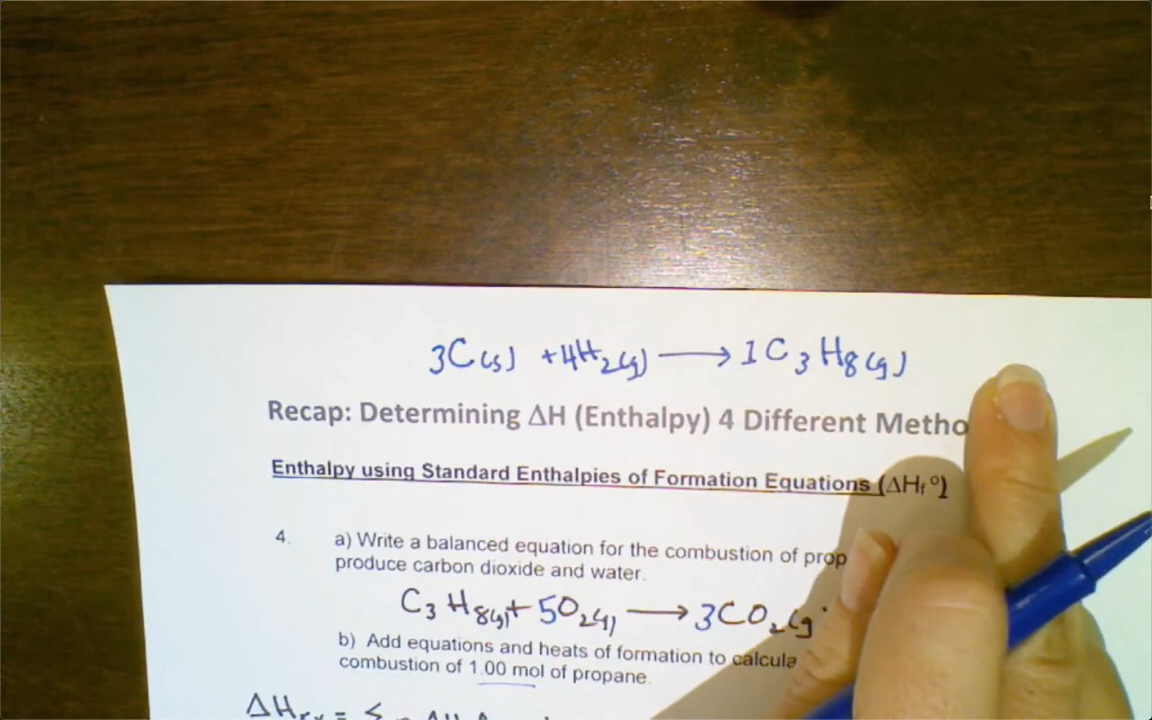 3C(s) + 4H₂(g) ⟶ 1C₃H₈(g)
Recap: Determining ΔH (Enthalpy) 4 Different Metho
Enthalpy using Standard Enthalpies of Formation Equations (ΔHf°)
4. a) Write a balanced equation for the combustion of prop
produce carbon dioxide and water.
C₃H₈(g) + 5O₂(g) ⟶ 3CO₂(g
b) Add equations and heats of formation to calcula
combustion of 1.00 mol of propane.
ΔH =